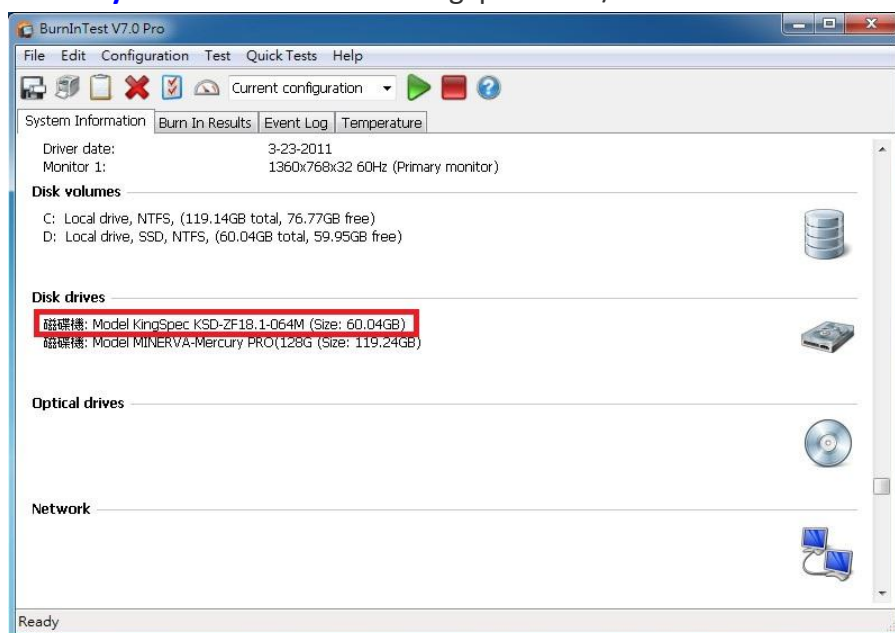 BurnInTest V7.0 Pro
File Edit Configuration Test Quick Tests Help
Current configuration
System Information Burn In Results Event Log Temperature
Driver date: 3-23-2011
Monitor 1: 1360x768x32 60Hz (Primary monitor)
Disk volumes
C: Local drive, NTFS, (119.14GB total, 76.77GB free)
D: Local drive, SSD, NTFS, (60.04GB total, 59.95GB free)
Disk drives
磁碟機: Model KingSpec KSD-ZF18.1-064M (Size: 60.04GB)
磁碟機: Model MINERVA-Mercury PRO(128G (Size: 119.24GB)
Optical drives
Network
Ready